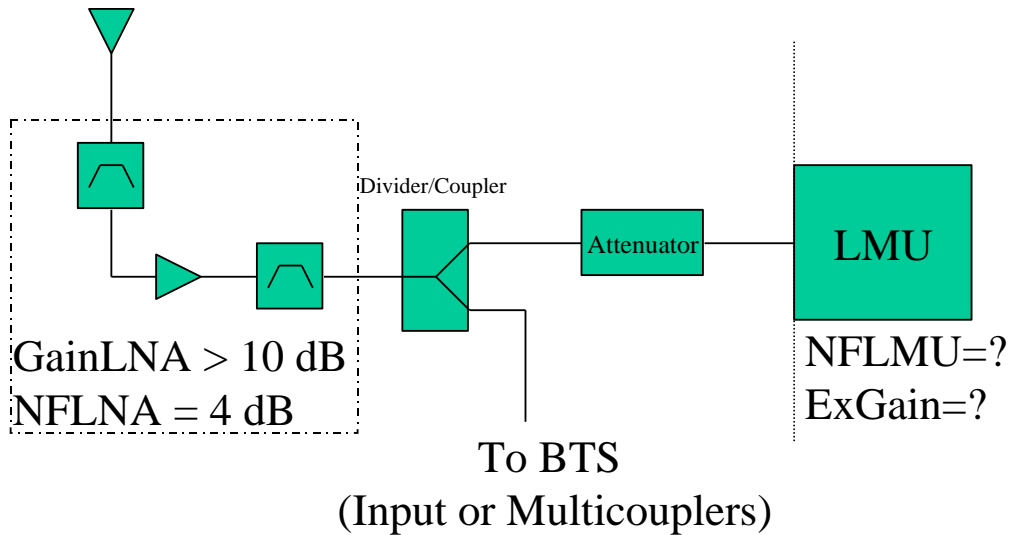 Divider/Coupler
Attenuator
LMU
GainLNA > 10 dB
NFLNA = 4 dB
NFLMU=?
ExGain=?
To BTS
(Input or Multicouplers)